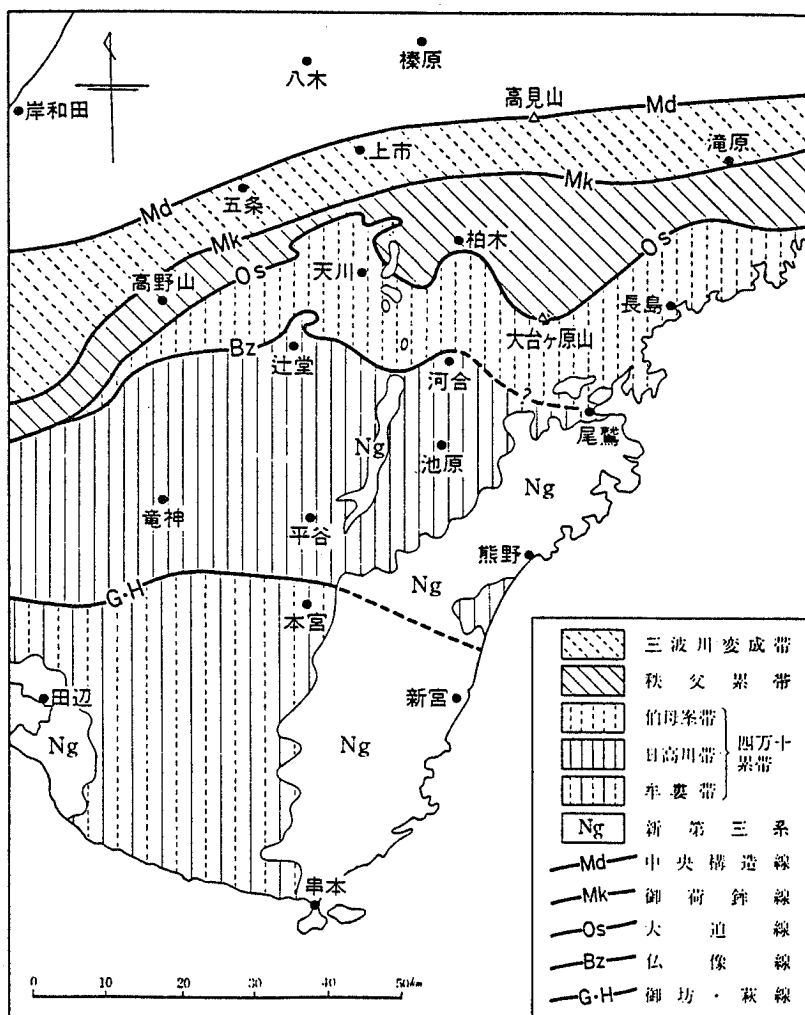 榛原
八木
岸和田
高見山
Md
上市
滝原
五条
Mk
Md
Mk
柏木
Os
天川
高野山
Os
長島
大台ヶ原山
Bz
辻堂
河合
尾鷲
Ng
池原
Ng
竜神
平谷
熊野
G·H
Ng
本宮
田辺
新宮
Ng
Ng
串本
0 10 20 30 40 50km
三波川変成帯
秩父累帯
伯母峯帯
日高川帯
四万十累帯
牟婁帯
Ng 新第三系
Md 中央構造線
Mk 御荷鉾線
Os 大迫線
Bz 仏像線
G·H 御坊・萩線